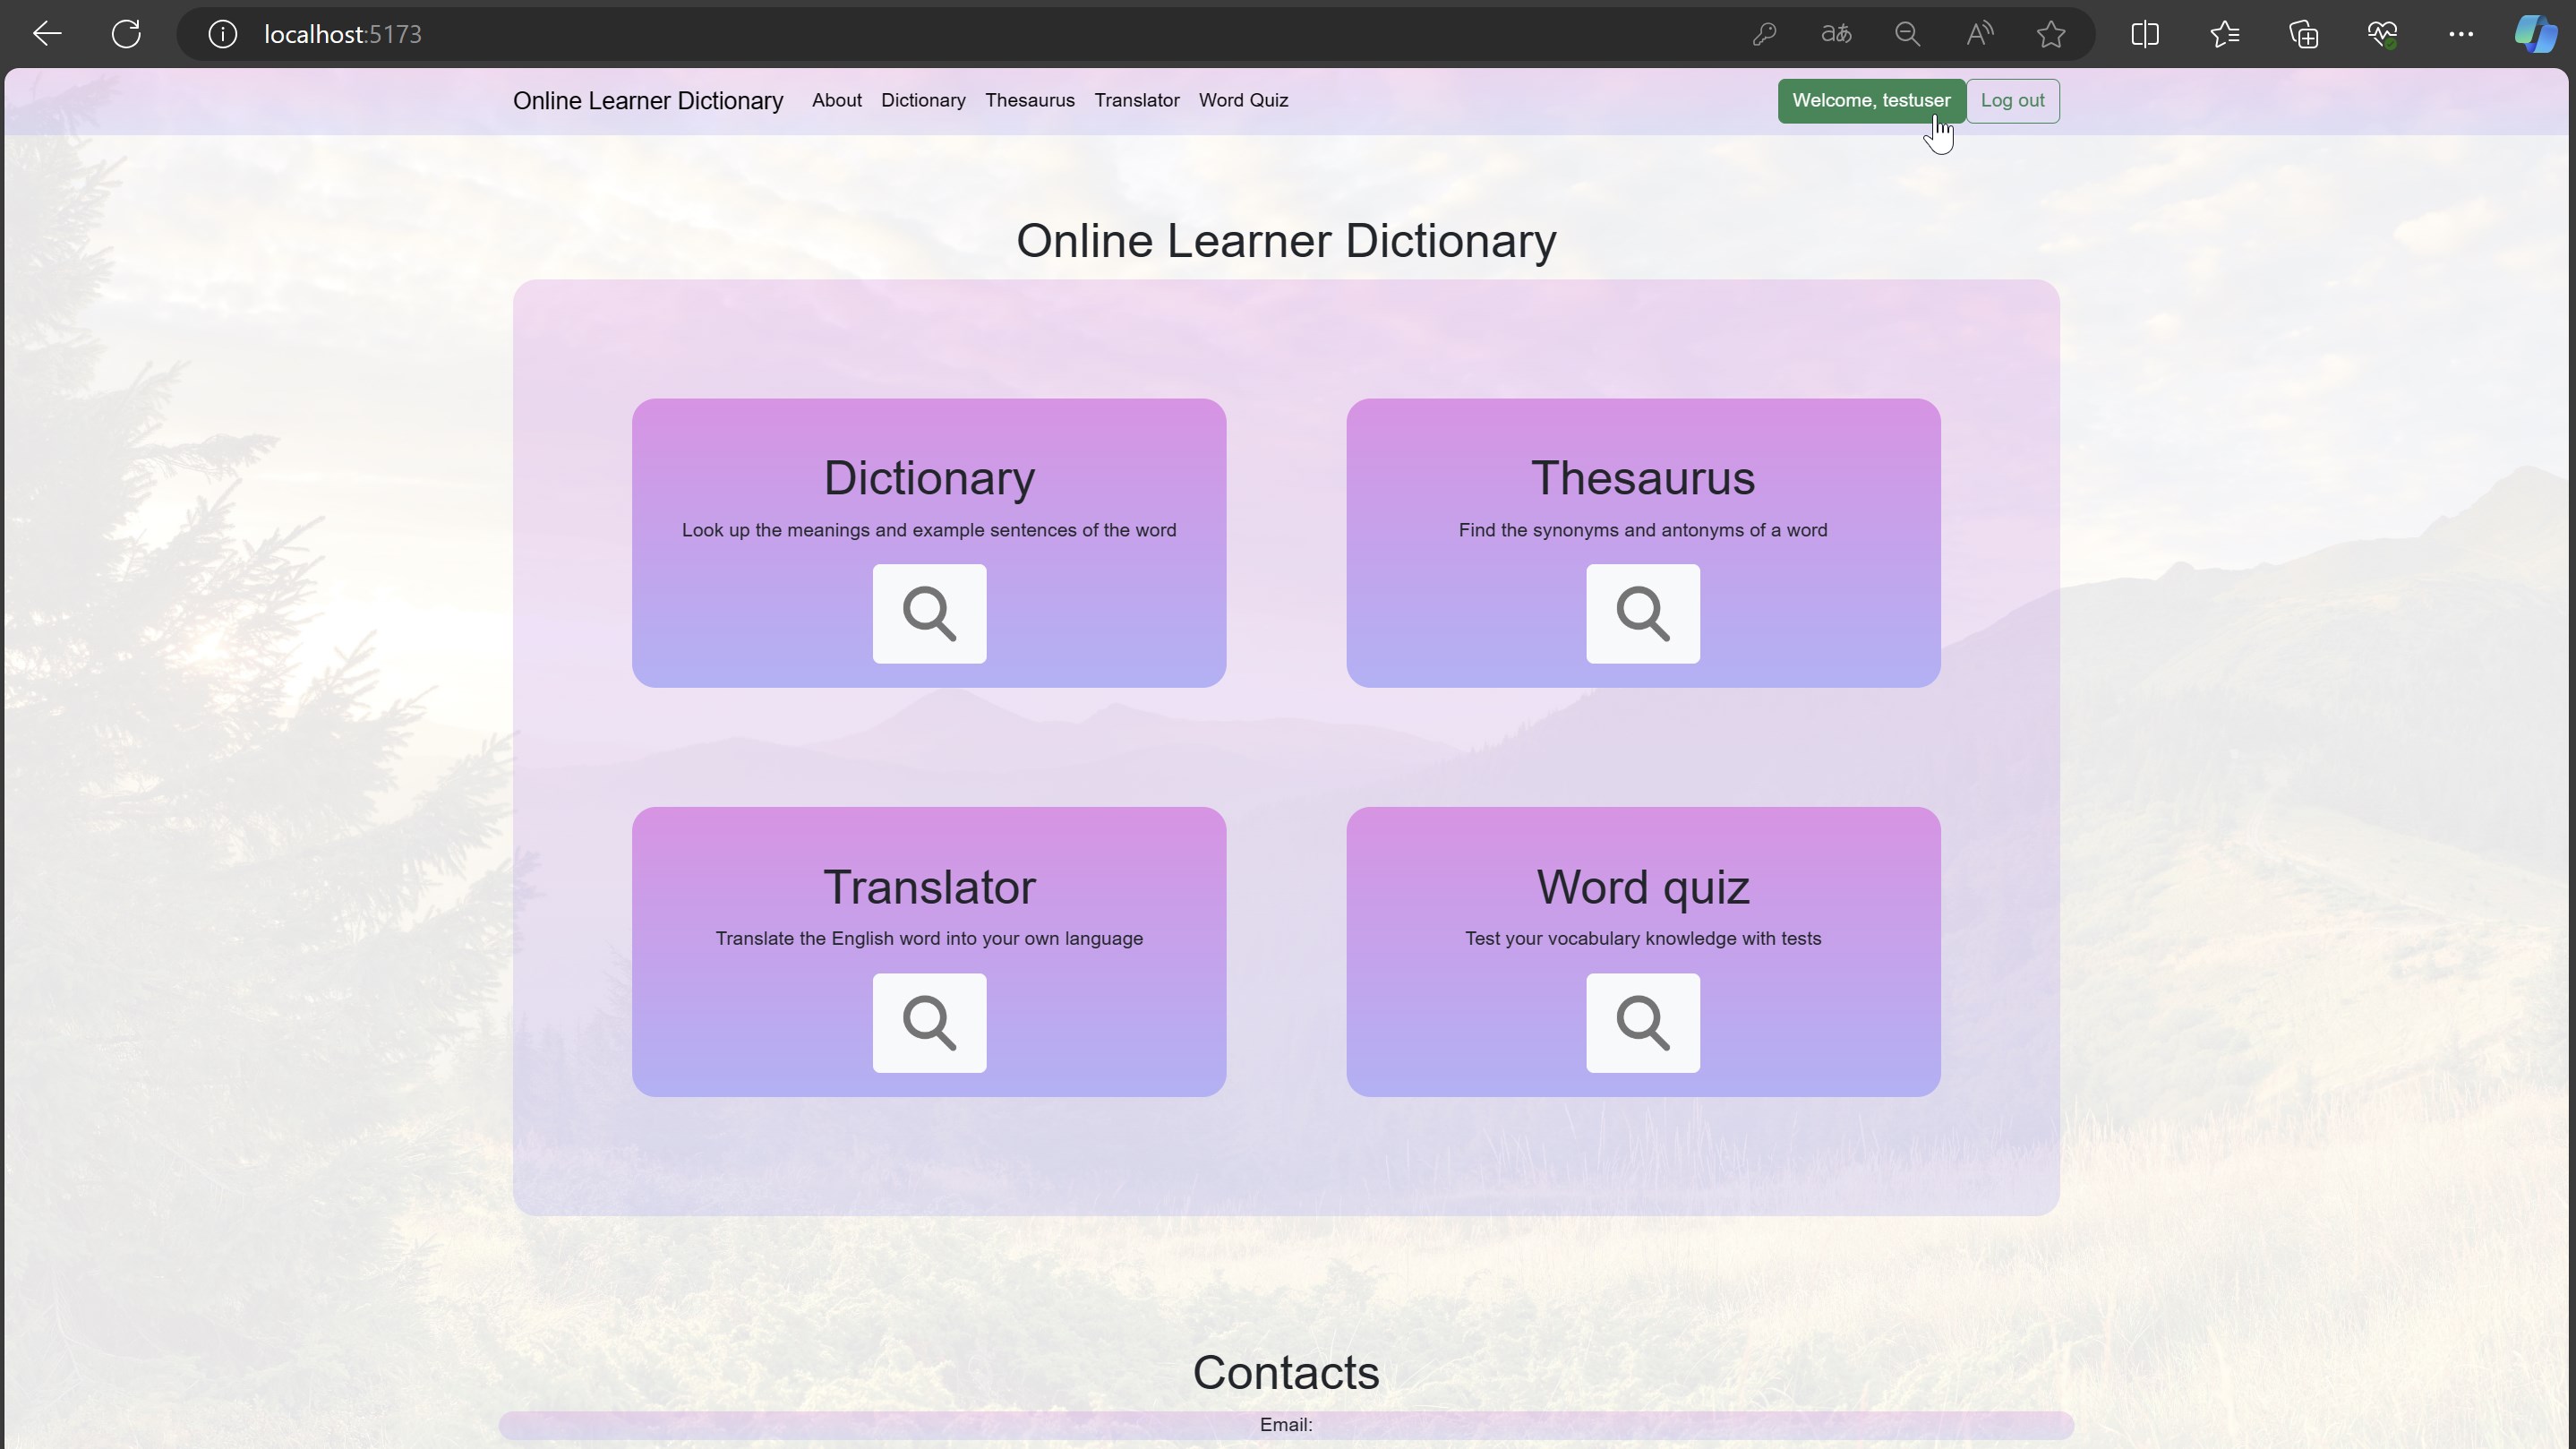 localhost:5173
Online Learner Dictionary About Dictionary Thesaurus Translator Word Quiz Welcome, testuser Log out
Online Learner Dictionary
Dictionary
Look up the meanings and example sentences of the word
Thesaurus
Find the synonyms and antonyms of a word
Translator
Translate the English word into your own language
Word quiz
Test your vocabulary knowledge with tests
Contacts
Email: